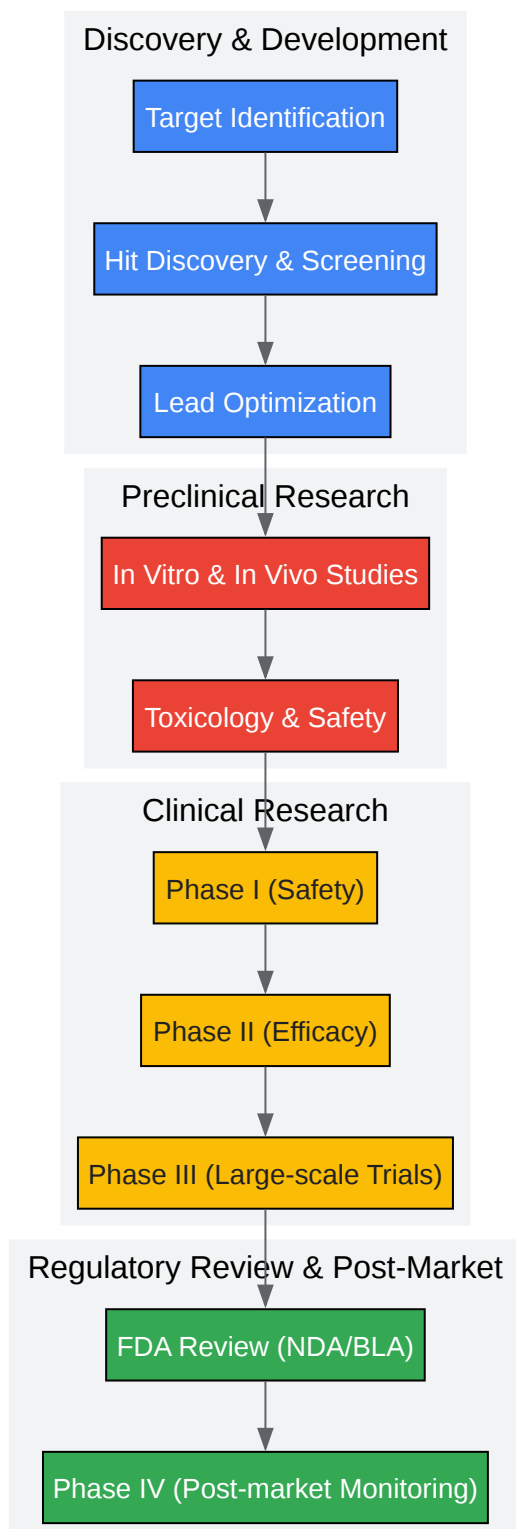 Discovery & Development
Target Identification
Hit Discovery & Screening
Lead Optimization
Preclinical Research
In Vitro & In Vivo Studies
Toxicology & Safety
Clinical Research
Phase I (Safety)
Phase II (Efficacy)
Phase III (Large-scale Trials)
Regulatory Review & Post-Market
FDA Review (NDA/BLA)
Phase IV (Post-market Monitoring)